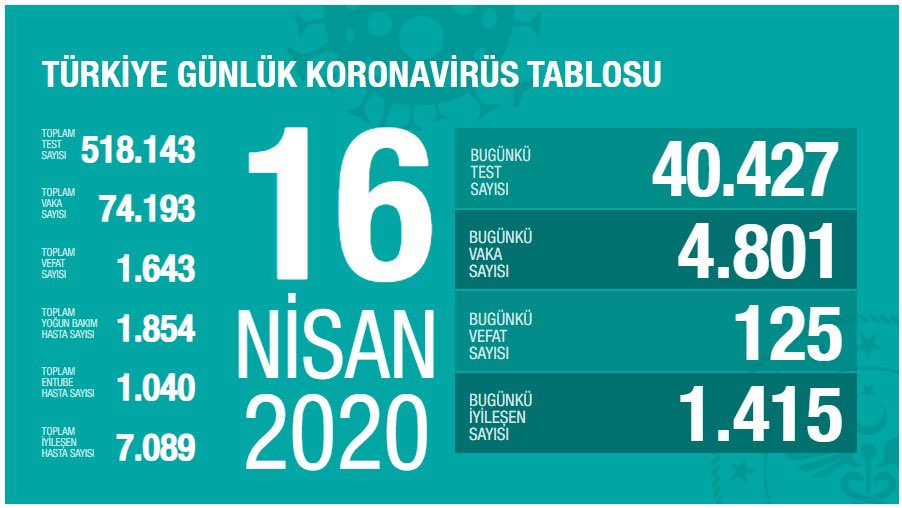 TÜRKİYE GÜNLÜK KORONAVİRÜS TABLOSU
TOPLAM
TEST
SAYISI
518.143
TOPLAM
VAKA
SAYISI
74.193
TOPLAM
VEFAT
SAYISI
1.643
TOPLAM
YOĞUN BAKIM
HASTA SAYISI
1.854
TOPLAM
ENTUBE
HASTA SAYISI
1.040
TOPLAM
İYİLEŞEN
HASTA SAYISI
7.089
16
NİSAN
2020
BUGÜNKÜ
TEST
SAYISI
40.427
BUGÜNKÜ
VAKA
SAYISI
4.801
BUGÜNKÜ
VEFAT
SAYISI
125
BUGÜNKÜ
İYİLEŞEN
SAYISI
1.415